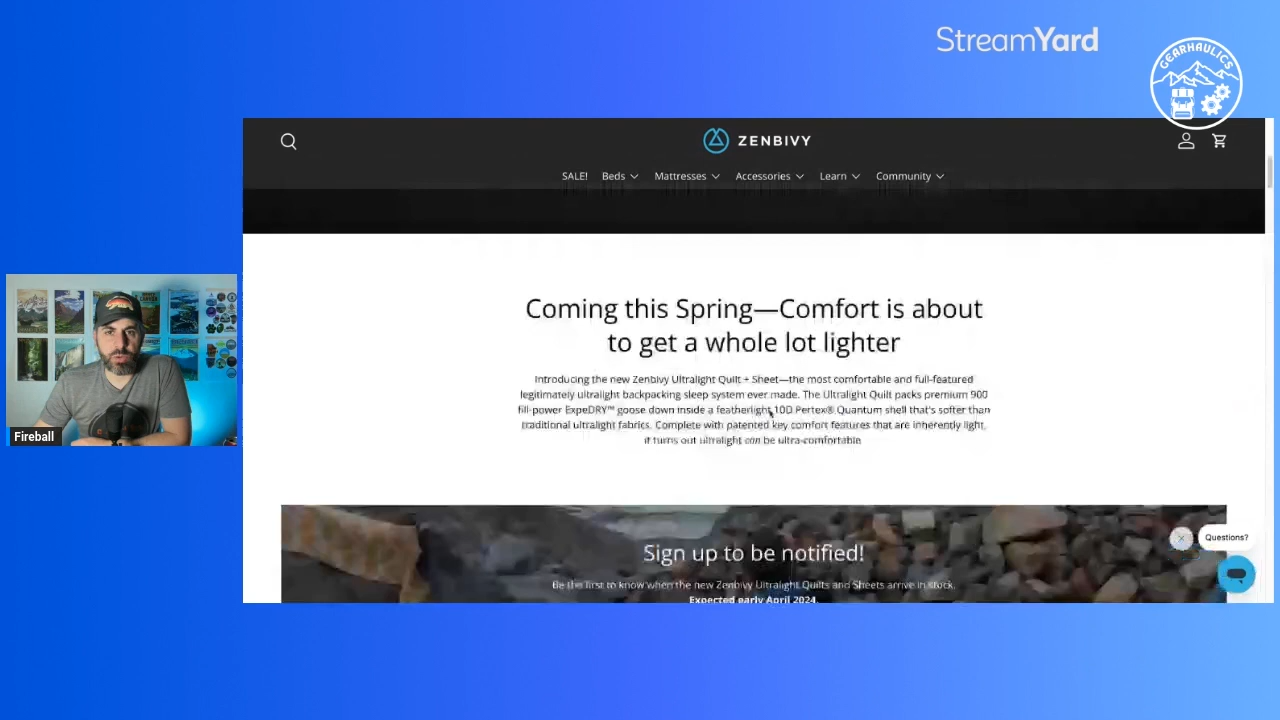 StreamYard
GEARHAULICS
ZENBIVY
SALE! Beds Mattresses Accessories Learn Community
Coming this Spring—Comfort is about
to get a whole lot lighter
Introducing the new Zenbivy Ultralight Quilt + Sheet—the most comfortable and full-featured
legitimately ultralight backpacking sleep system ever made. The Ultralight Quilt packs premium 900
fill-power ExpeDRY™ goose down inside a featherlight 10D Pertex® Quantum shell that's softer than
traditional ultralight fabrics. Complete with patented key comfort features that are inherently light,
it turns out ultralight can be ultra-comfortable.
Fireball
Sign up to be notified!
Questions?
Be the first to know when the new Zenbivy Ultralight Quilts and Sheets arrive in stock.
Expected early April 2024.